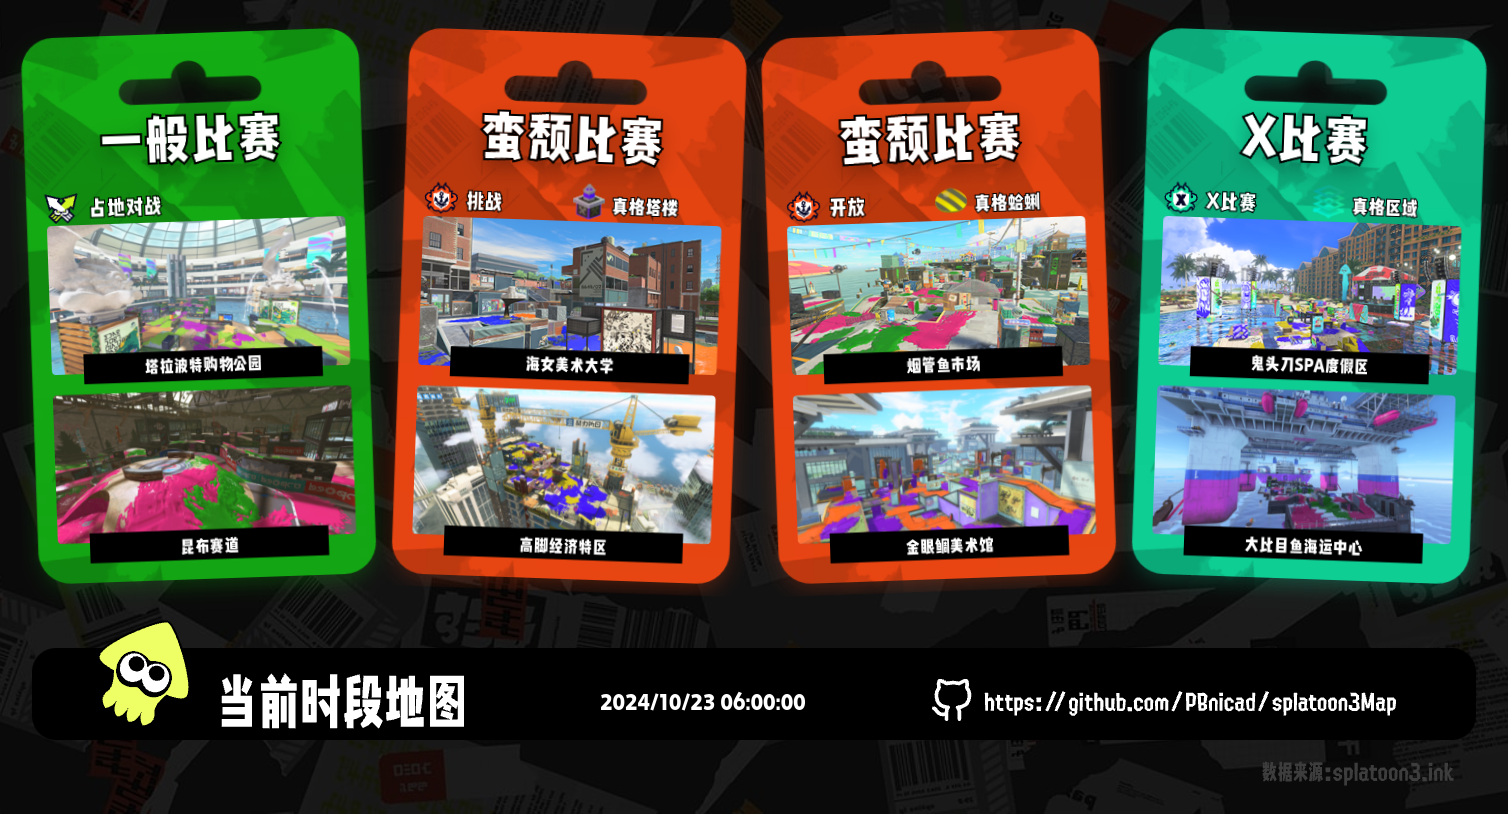 一般比赛
占地对战
塔拉波特购物公园
昆布赛道
蛮颓比赛
挑战
真格塔楼
海女美术大学
高脚经济特区
蛮颓比赛
开放
真格蛤蜊
烟管鱼市场
金眼鲷美术馆
X比赛
X比赛
真格区域
鬼头刀SPA度假区
大比目鱼海运中心
当前时段地图
2024/10/23 06:00:00
https://github.com/PBnicad/splatoon3Map
数据来源:splatoon3.ink